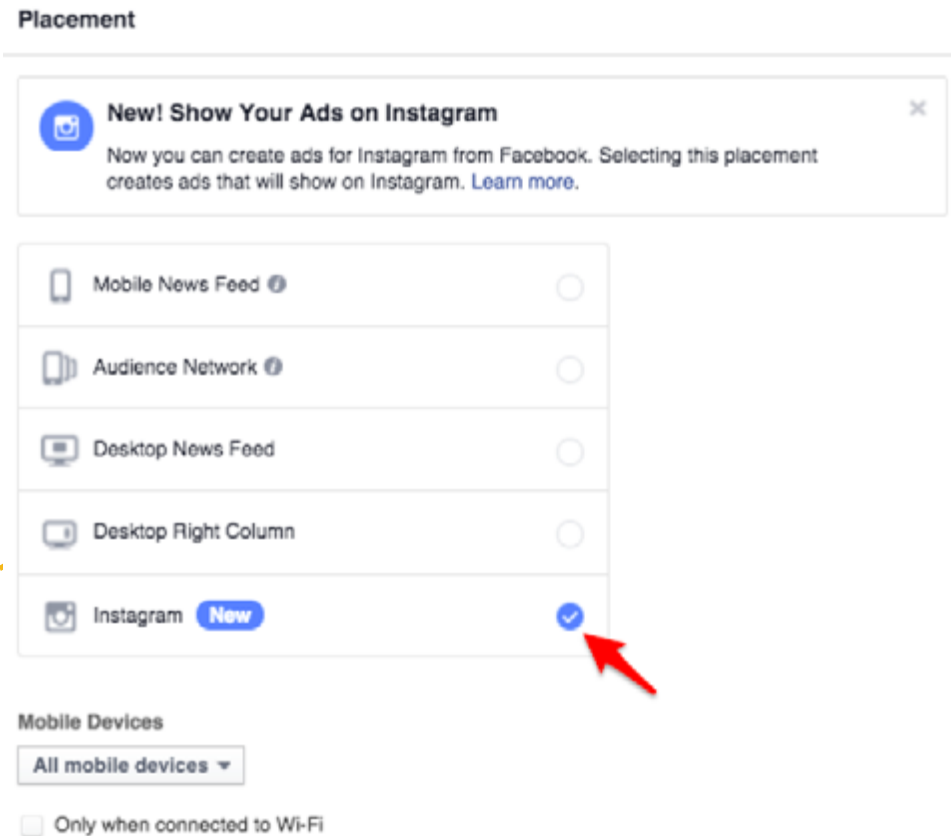 Placement
New! Show Your Ads on Instagram
Now you can create ads for Instagram from Facebook. Selecting this placement
creates ads that will show on Instagram. Learn more.
Mobile News Feed
Audience Network
Desktop News Feed
Desktop Right Column
Instagram New
Mobile Devices
All mobile devices
Only when connected to Wi-Fi